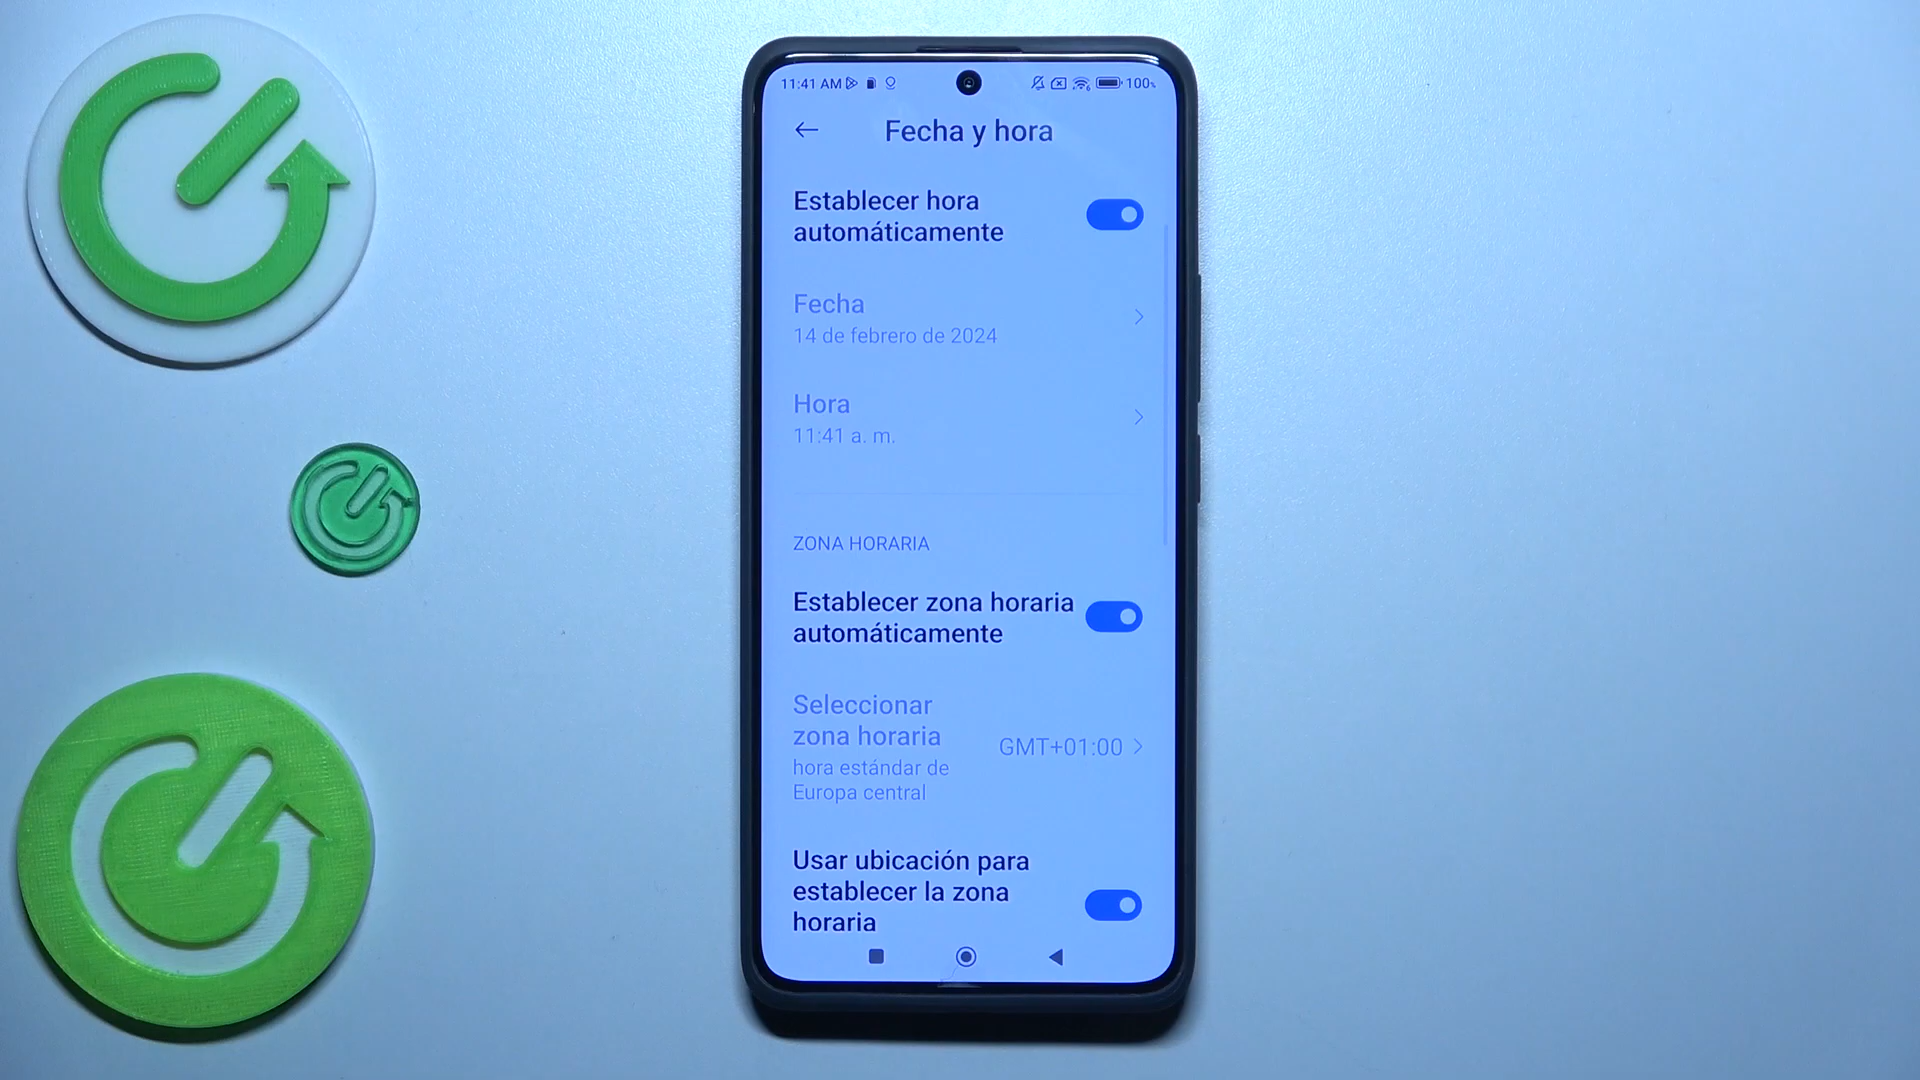 11:41 AM 100%
Fecha y hora
Establecer hora
automáticamente
Fecha
14 de febrero de 2024
Hora
11:41 a. m.
ZONA HORARIA
Establecer zona horaria
automáticamente
Seleccionar
zona horaria
GMT+01:00
hora estándar de
Europa central
Usar ubicación para
establecer la zona
horaria